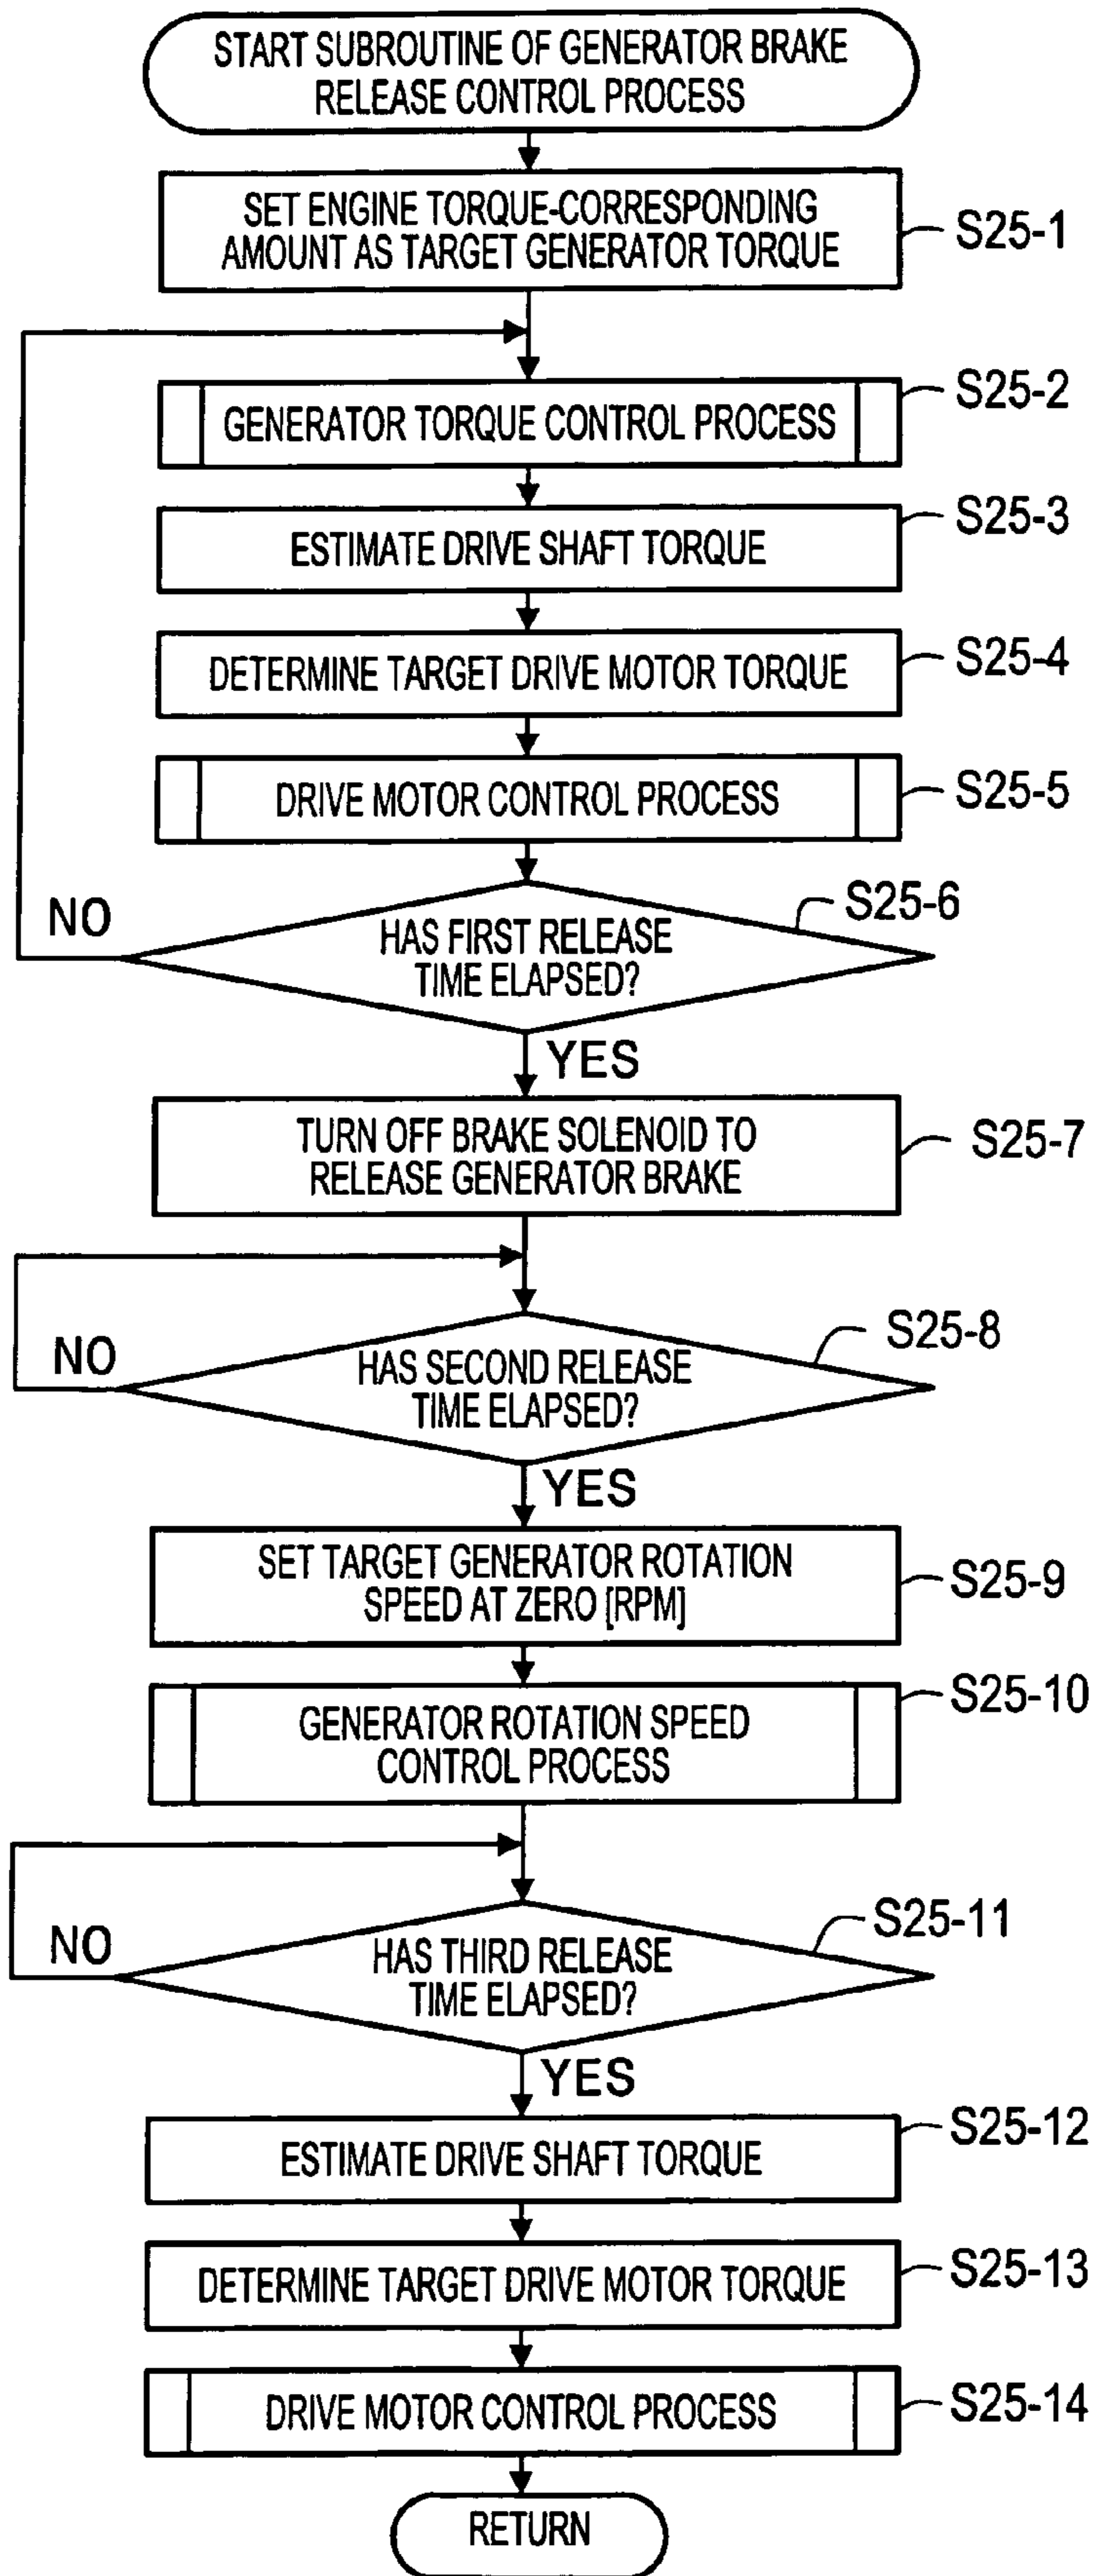 START SUBROUTINE OF GENERATOR BRAKE
RELEASE CONTROL PROCESS
SET ENGINE TORQUE-CORRESPONDING
AMOUNT AS TARGET GENERATOR TORQUE
S25-1
GENERATOR TORQUE CONTROL PROCESS
S25-2
ESTIMATE DRIVE SHAFT TORQUE
S25-3
DETERMINE TARGET DRIVE MOTOR TORQUE
S25-4
DRIVE MOTOR CONTROL PROCESS
S25-5
S25-6
NO
HAS FIRST RELEASE
TIME ELAPSED?
YES
TURN OFF BRAKE SOLENOID TO
RELEASE GENERATOR BRAKE
S25-7
S25-8
NO
HAS SECOND RELEASE
TIME ELAPSED?
YES
SET TARGET GENERATOR ROTATION
SPEED AT ZERO [RPM]
S25-9
GENERATOR ROTATION SPEED
CONTROL PROCESS
S25-10
S25-11
NO
HAS THIRD RELEASE
TIME ELAPSED?
YES
ESTIMATE DRIVE SHAFT TORQUE
S25-12
DETERMINE TARGET DRIVE MOTOR TORQUE
S25-13
DRIVE MOTOR CONTROL PROCESS
S25-14
RETURN